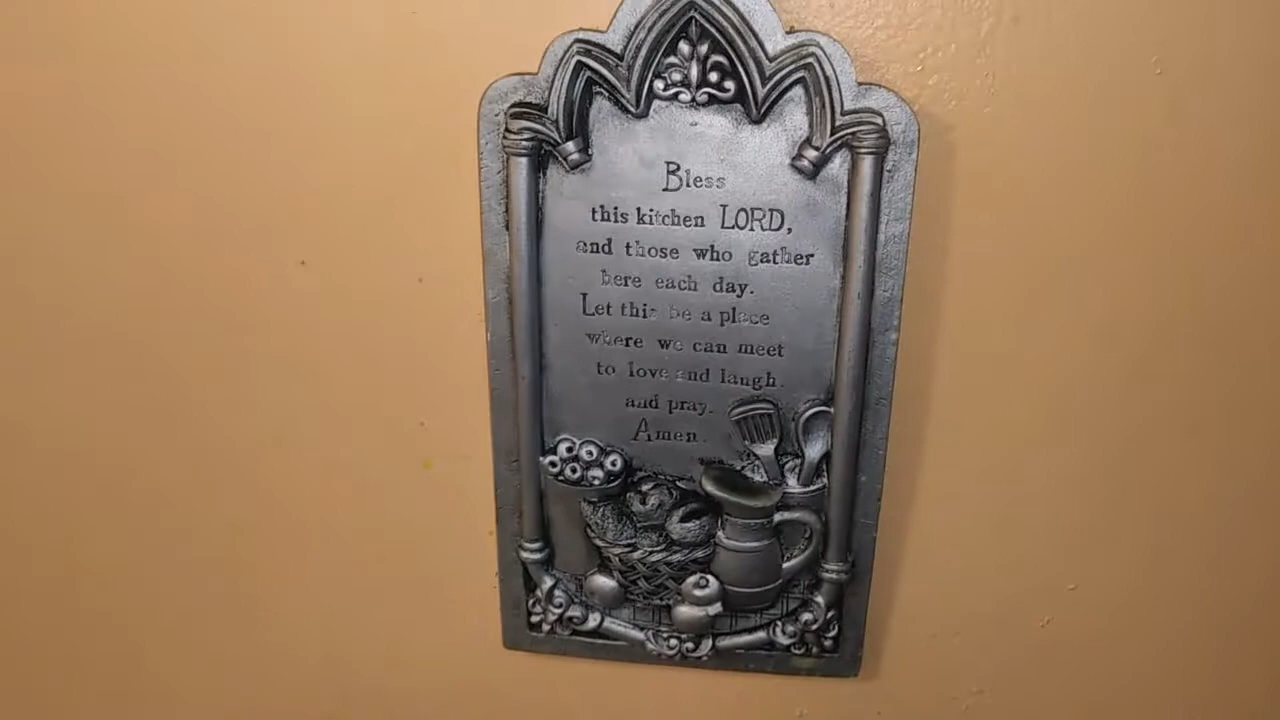 Bless
this kitchen LORD,
and those who gather
here each day.
Let this be a place
where we can meet
to love and laugh
and pray.
Amen.